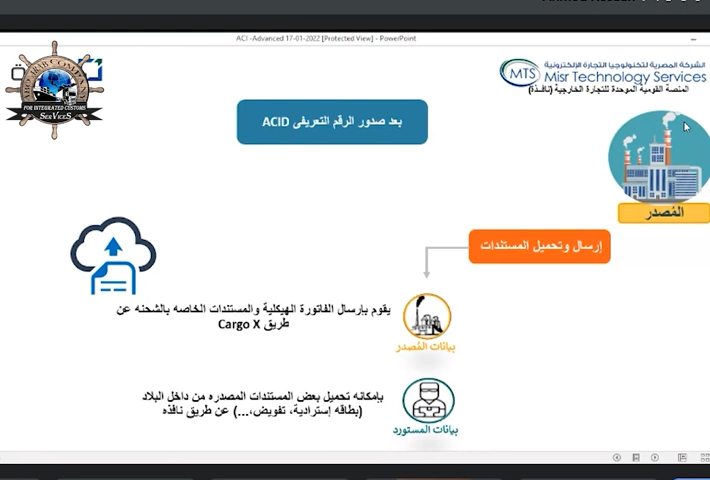 ACI -Advanced 17-01-2022 [Protected View] - PowerPoint
الشركة المصرية لتكنولوجيا التجارة الإلكترونية
MTS
Misr Technology Services
المنصة القومية الموحدة للتجارة الخارجية (نافذة)
FOR INTEGRATED CUSTOMS
SERVICES
بعد صدور الرقم التعريفى ACID
المُصدر
إرسال وتحميل المستندات
يقوم بإرسال الفاتورة الهيكلية والمستندات الخاصه بالشحنه عن
طريق Cargo X
بيانات المُصدر
بإمكانه تحميل بعض المستندات المصدره من داخل البلاد
(بطاقه إسترادية، تفويض،...) عن طريق نافذه
بيانات المستورد